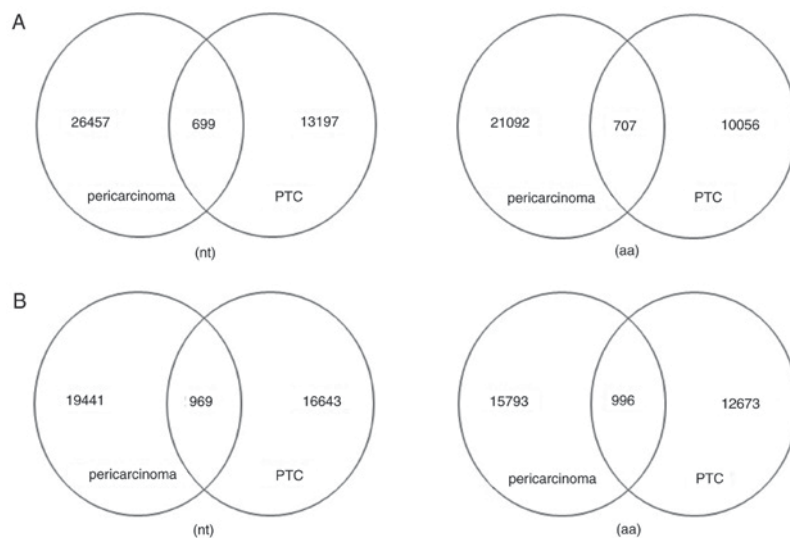 A
26457 699 13197
pericarcinoma PTC
(nt)
21092 707 10056
pericarcinoma PTC
(aa)
B
19441 969 16643
pericarcinoma PTC
(nt)
15793 996 12673
pericarcinoma PTC
(aa)